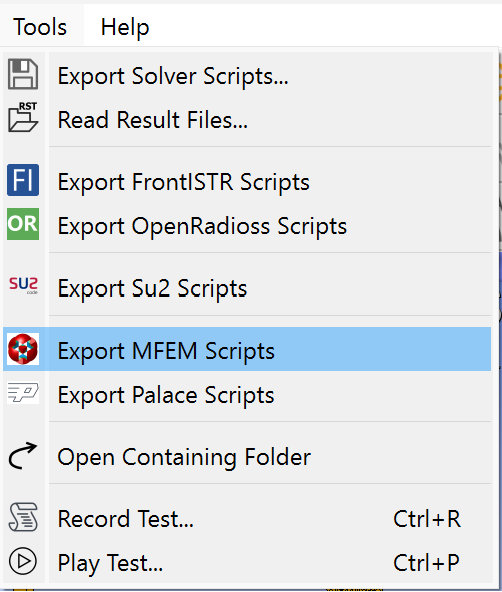 Tools Help
Export Solver Scripts...
RST
Read Result Files...
FI Export FrontISTR Scripts
OR Export OpenRadioss Scripts
SU2 code Export Su2 Scripts
Export MFEM Scripts
Export Palace Scripts
Open Containing Folder
Record Test... Ctrl+R
Play Test... Ctrl+P